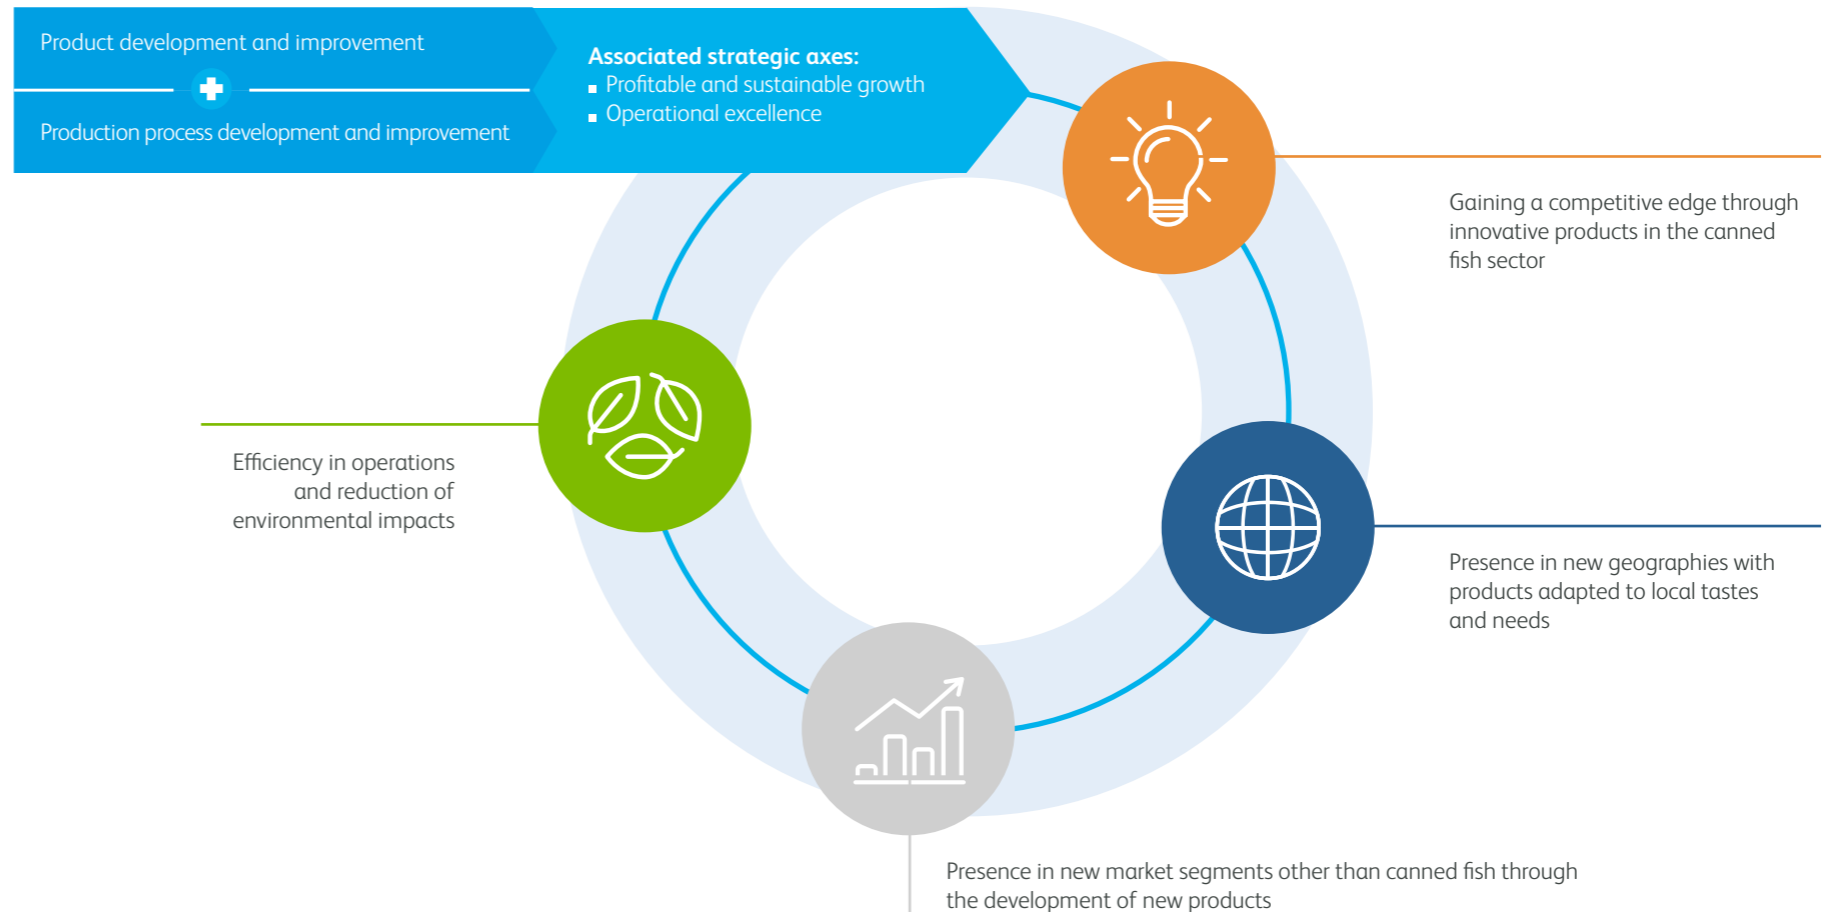 Product development and improvement
Production process development and improvement
Associated strategic axes:
▪ Profitable and sustainable growth
▪ Operational excellence
Gaining a competitive edge through
innovative products in the canned
fish sector
Efficiency in operations
and reduction of
environmental impacts
Presence in new geographies with
products adapted to local tastes
and needs
Presence in new market segments other than canned fish through
the development of new products